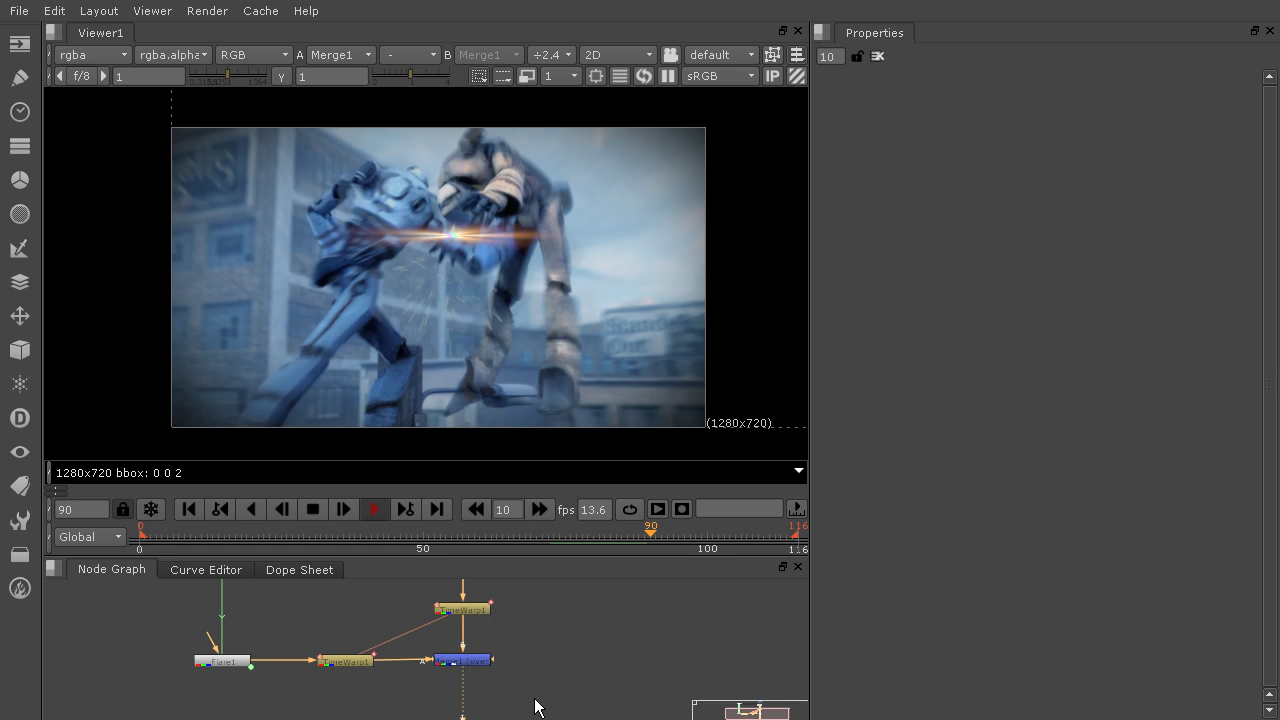 File Edit Layout Viewer Render Cache Help
Viewer1
Properties
rgba rgba.alpha RGB A Merge1 - B Merge1 ÷2.4 2D default
f/8 1 Y 1 1 sRGB IP
10
(1280x720)
1280x720 bbox: 0 0 2
90 10 fps 13.6
Global 0 90 116
0 50 100 116
Node Graph Curve Editor Dope Sheet
TimeWarp1
Flare1 TimeWarp1 A Merge1 (over)